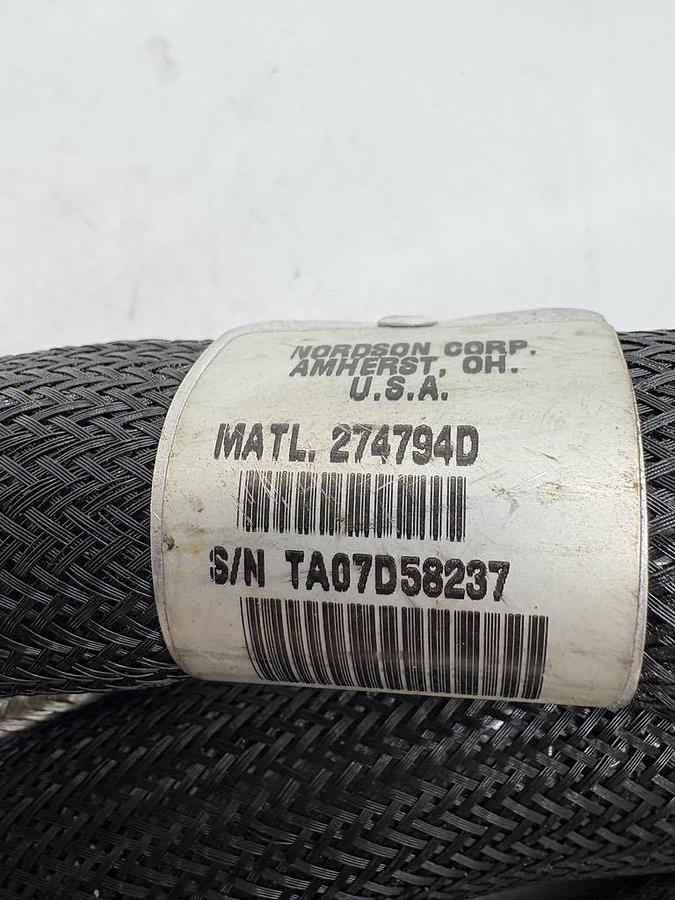 NORDSON CORP.
AMHERST, OH.
U.S.A.
MATL. 274794D
S/N TA07D58237